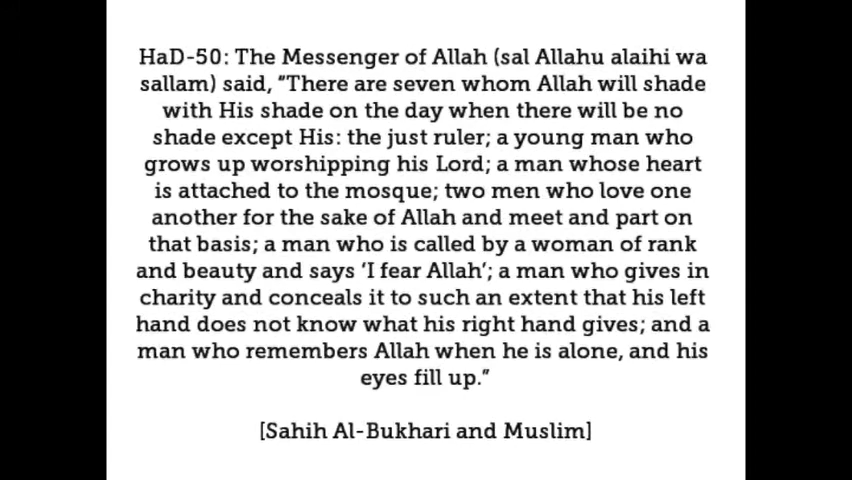 HaD-50: The Messenger of Allah (sal Allahu alaihi wa
sallam) said, "There are seven whom Allah will shade
with His shade on the day when there will be no
shade except His: the just ruler; a young man who
grows up worshipping his Lord; a man whose heart
is attached to the mosque; two men who love one
another for the sake of Allah and meet and part on
that basis; a man who is called by a woman of rank
and beauty and says ‘I fear Allah’; a man who gives in
charity and conceals it to such an extent that his left
hand does not know what his right hand gives; and a
man who remembers Allah when he is alone, and his
eyes fill up."
[Sahih Al-Bukhari and Muslim]